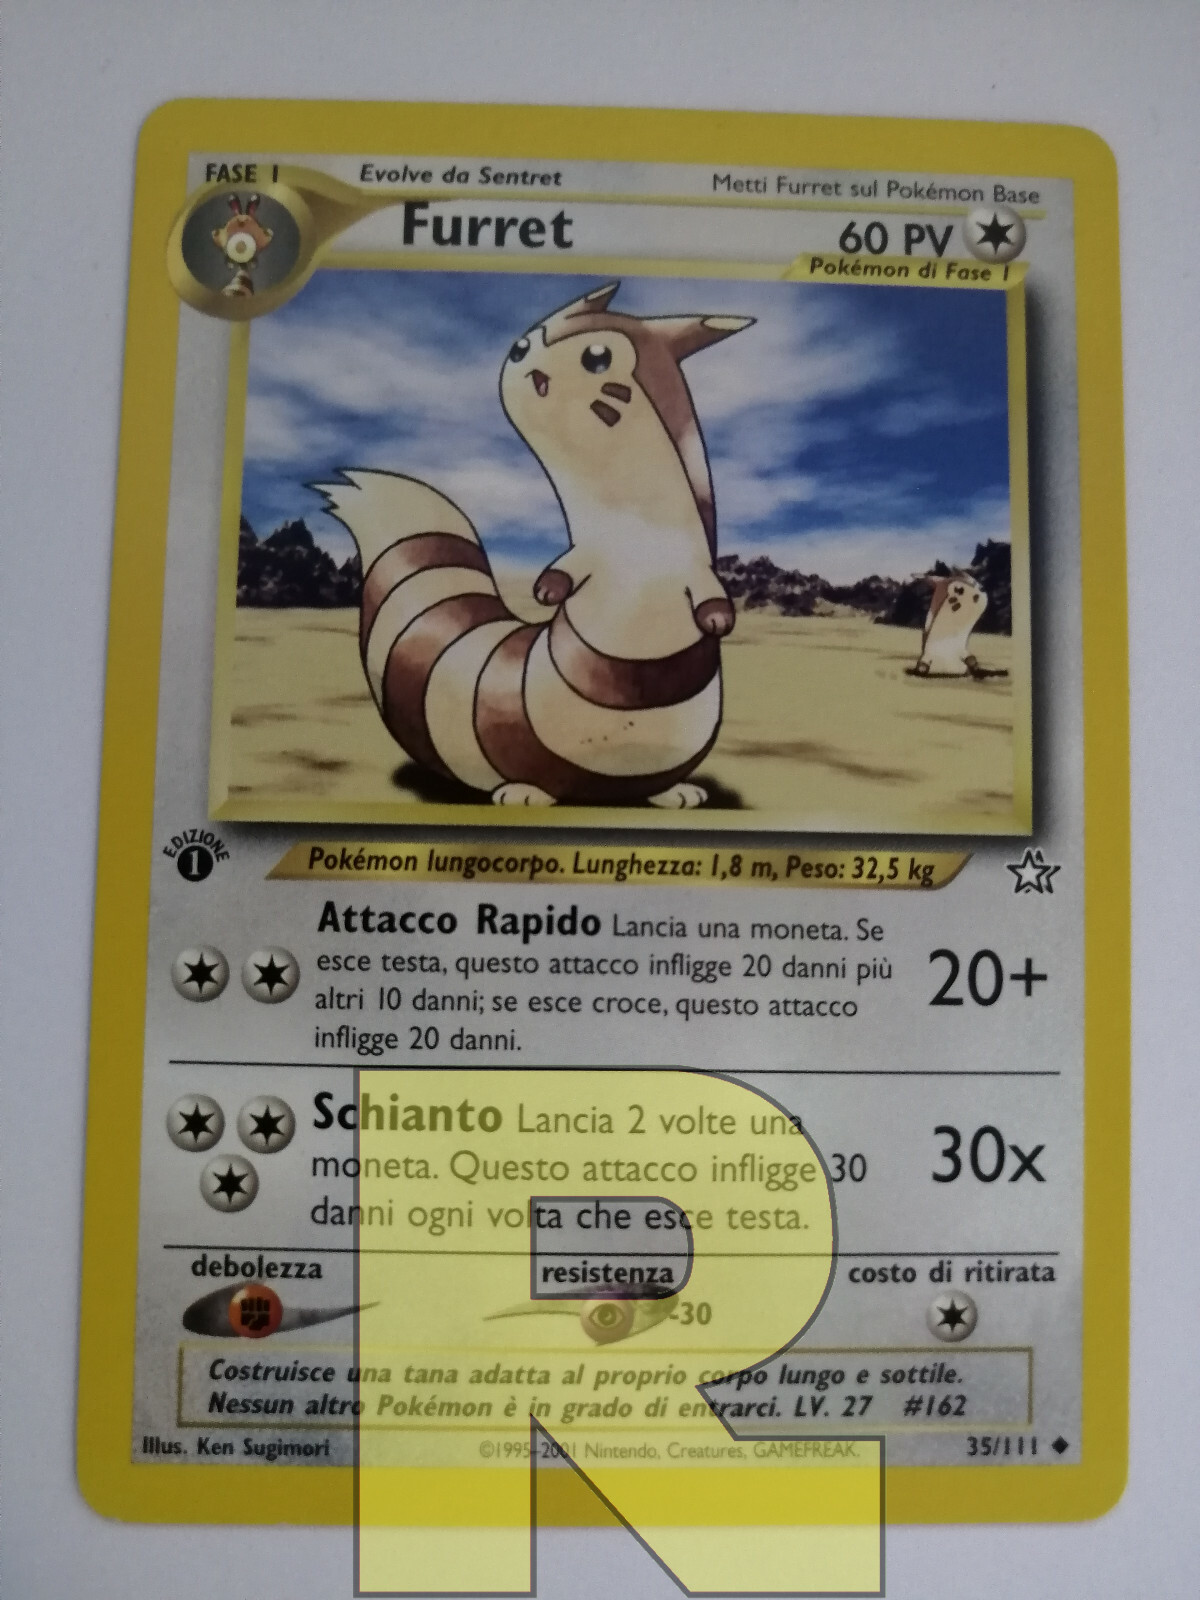 FASE 1
Evolve da Sentret
Metti Furret sul Pokémon Base
Furret
60 PV
Pokémon di Fase 1
EDIZIONE
1
Pokémon lungocorpo. Lunghezza: 1,8 m, Peso: 32,5 kg
Attacco Rapido Lancia una moneta. Se
esce testa, questo attacco infligge 20 danni più
altri 10 danni; se esce croce, questo attacco
infligge 20 danni.
20+
Schianto Lancia 2 volte una
moneta. Questo attacco infligge 30
danni ogni volta che esce testa.
30x
debolezza
resistenza
costo di ritirata
-30
Costruisce una tana adatta al proprio corpo lungo e sottile.
Nessun altro Pokémon è in grado di entrarci. LV. 27 #162
Illus. Ken Sugimori
©1995-2001 Nintendo, Creatures, GAMEFREAK.
35/111
R